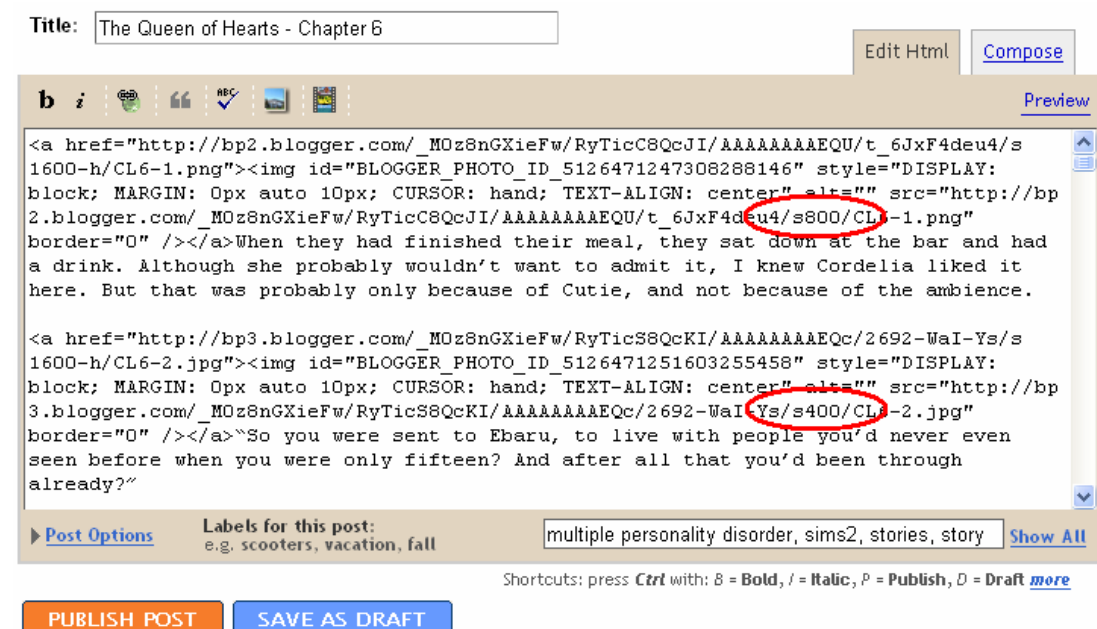 Title: The Queen of Hearts - Chapter 6
Edit Html Compose
b i ABC Preview
<a href="http://bp2.blogger.com/_MOz8nGXieFw/RyTicC8QcJI/AAAAAAAAEQU/t_6JxF4deu4/s
1600-h/CL6-1.png"><img id="BLOGGER_PHOTO_ID_5126471247308288146" style="DISPLAY:
block; MARGIN: 0px auto 10px; CURSOR: hand; TEXT-ALIGN: center" alt="" src="http://bp
2.blogger.com/_MOz8nGXieFw/RyTicC8QcJI/AAAAAAAAEQU/t_6JxF4deu4/s800/CL6-1.png"
border="0" /></a>When they had finished their meal, they sat down at the bar and had
a drink. Although she probably wouldn't want to admit it, I knew Cordelia liked it
here. But that was probably only because of Cutie, and not because of the ambience.
<a href="http://bp3.blogger.com/_MOz8nGXieFw/RyTicS8QcKI/AAAAAAAAEQc/2692-WaI-Ys/s
1600-h/CL6-2.jpg"><img id="BLOGGER_PHOTO_ID_5126471251603255458" style="DISPLAY:
block; MARGIN: 0px auto 10px; CURSOR: hand; TEXT-ALIGN: center" alt="" src="http://bp
3.blogger.com/_MOz8nGXieFw/RyTicS8QcKI/AAAAAAAAEQc/2692-WaI-Ys/s400/CL6-2.jpg"
border="0" /></a>"So you were sent to Ebaru, to live with people you'd never even
seen before when you were only fifteen? And after all that you'd been through
already?"
Post Options Labels for this post: multiple personality disorder, sims2, stories, story Show All
e.g. scooters, vacation, fall
Shortcuts: press Ctrl with: B = Bold, I = Italic, P = Publish, D = Draft more
PUBLISH POST SAVE AS DRAFT